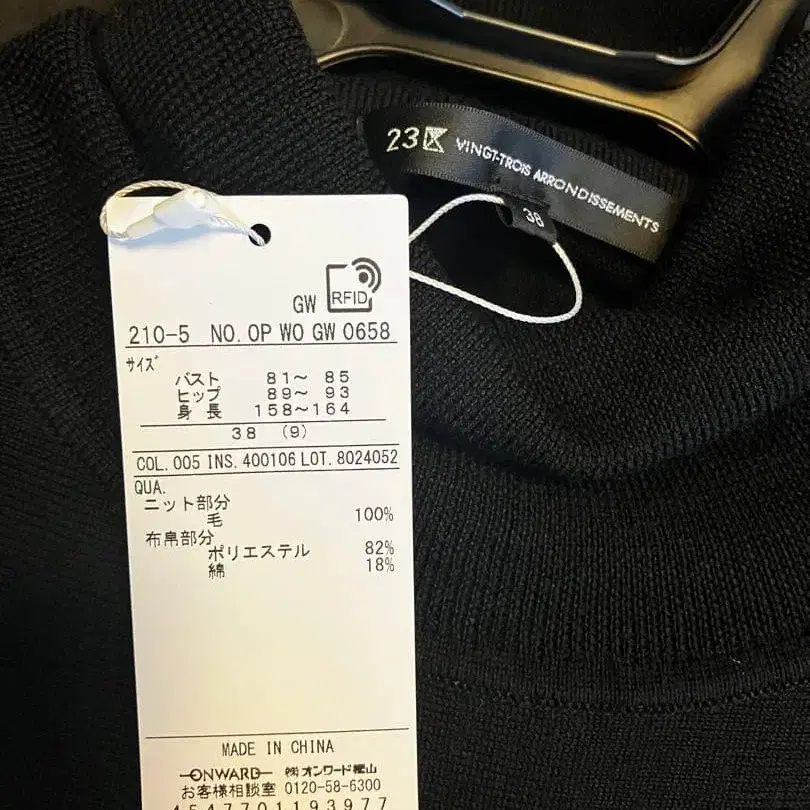 23区 VINGT-TROIS ARRONDISSEMENTS
38
GW RFID
210-5 NO. OP WO GW 0658
サイズ
バスト 81〜 85
ヒップ 89〜 93
身 長 158〜164
38 (9)
COL. 005 INS. 400106 LOT. 8024052
QUA.
ニット部分
毛 100%
布帛部分
ポリエステル 82%
綿 18%
MADE IN CHINA
ONWARD ㈱オンワード樫山
お客様相談室 0120-58-6300
4547701193977